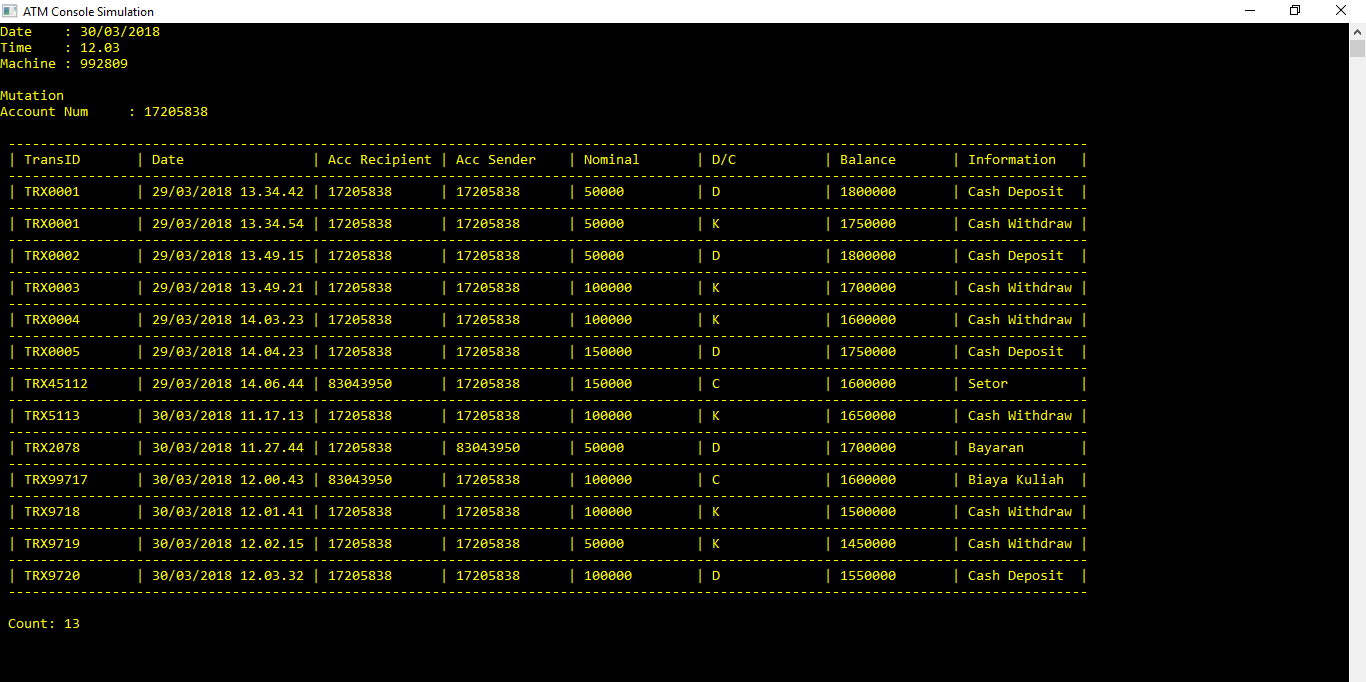 ATM Console Simulation
Date    : 30/03/2018
Time    : 12.03
Machine : 992809
Mutation
Account Num     : 17205838
| TransID | Date | Acc Recipient | Acc Sender | Nominal | D/C | Balance | Information |
| TRX0001 | 29/03/2018 13.34.42 | 17205838 | 17205838 | 50000 | D | 1800000 | Cash Deposit |
| TRX0001 | 29/03/2018 13.34.54 | 17205838 | 17205838 | 50000 | K | 1750000 | Cash Withdraw |
| TRX0002 | 29/03/2018 13.49.15 | 17205838 | 17205838 | 50000 | D | 1800000 | Cash Deposit |
| TRX0003 | 29/03/2018 13.49.21 | 17205838 | 17205838 | 100000 | K | 1700000 | Cash Withdraw |
| TRX0004 | 29/03/2018 14.03.23 | 17205838 | 17205838 | 100000 | K | 1600000 | Cash Withdraw |
| TRX0005 | 29/03/2018 14.04.23 | 17205838 | 17205838 | 150000 | D | 1750000 | Cash Deposit |
| TRX45112 | 29/03/2018 14.06.44 | 83043950 | 17205838 | 150000 | C | 1600000 | Setor |
| TRX5113 | 30/03/2018 11.17.13 | 17205838 | 17205838 | 100000 | K | 1650000 | Cash Withdraw |
| TRX2078 | 30/03/2018 11.27.44 | 17205838 | 83043950 | 50000 | D | 1700000 | Bayaran |
| TRX99717 | 30/03/2018 12.00.43 | 83043950 | 17205838 | 100000 | C | 1600000 | Biaya Kuliah |
| TRX9718 | 30/03/2018 12.01.41 | 17205838 | 17205838 | 100000 | K | 1500000 | Cash Withdraw |
| TRX9719 | 30/03/2018 12.02.15 | 17205838 | 17205838 | 50000 | K | 1450000 | Cash Withdraw |
| TRX9720 | 30/03/2018 12.03.32 | 17205838 | 17205838 | 100000 | D | 1550000 | Cash Deposit |
Count: 13